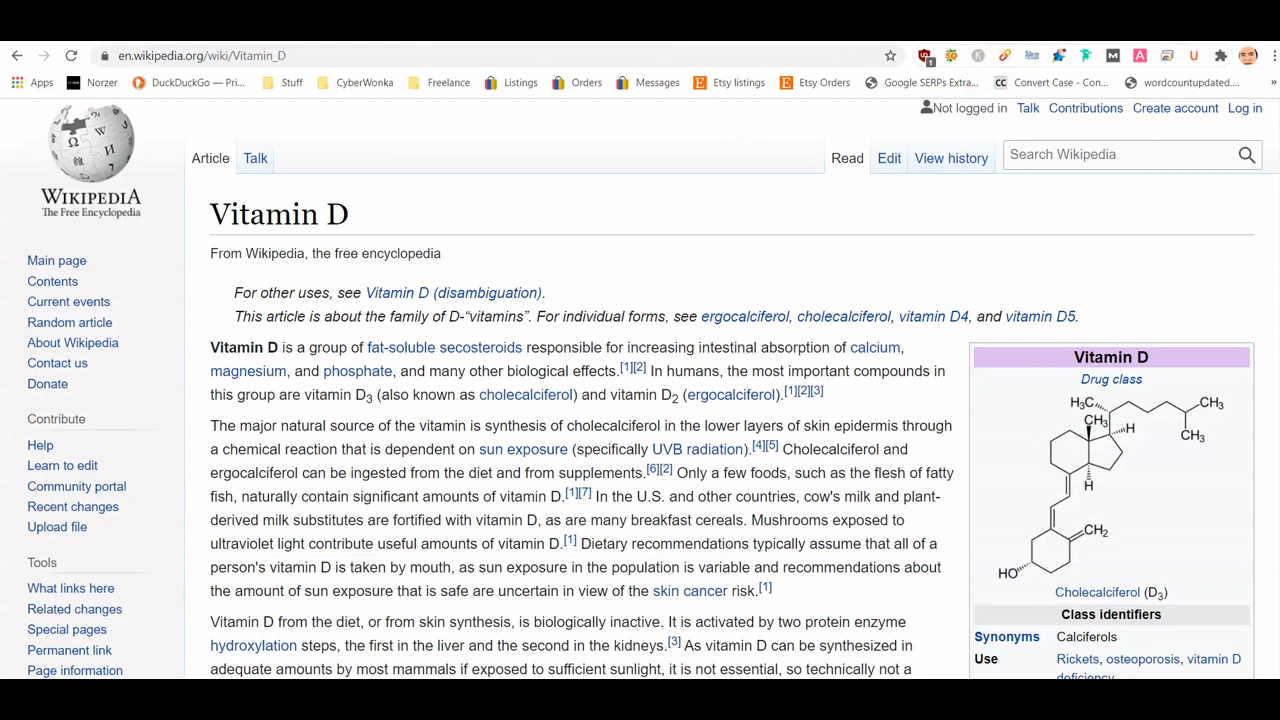 en.wikipedia.org/wiki/Vitamin_D
Apps Norzer DuckDuckGo — Pri... Stuff CyberWonka Freelance Listings Orders Messages Etsy listings Etsy Orders Google SERPs Extra... CC Convert Case - Con... wordcountupdated.... »
Not logged in Talk Contributions Create account Log in
Article Talk Read Edit View history Search Wikipedia
WIKIPEDIA
The Free Encyclopedia
Main page
Contents
Current events
Random article
About Wikipedia
Contact us
Donate
Contribute
Help
Learn to edit
Community portal
Recent changes
Upload file
Tools
What links here
Related changes
Special pages
Permanent link
Page information
Vitamin D
From Wikipedia, the free encyclopedia
For other uses, see Vitamin D (disambiguation).
This article is about the family of D-“vitamins”. For individual forms, see ergocalciferol, cholecalciferol, vitamin D4, and vitamin D5.
Vitamin D is a group of fat-soluble secosteroids responsible for increasing intestinal absorption of calcium,
magnesium, and phosphate, and many other biological effects.[1][2] In humans, the most important compounds in
this group are vitamin D3 (also known as cholecalciferol) and vitamin D2 (ergocalciferol).[1][2][3]
The major natural source of the vitamin is synthesis of cholecalciferol in the lower layers of skin epidermis through
a chemical reaction that is dependent on sun exposure (specifically UVB radiation).[4][5] Cholecalciferol and
ergocalciferol can be ingested from the diet and from supplements.[6][2] Only a few foods, such as the flesh of fatty
fish, naturally contain significant amounts of vitamin D.[1][7] In the U.S. and other countries, cow's milk and plant-
derived milk substitutes are fortified with vitamin D, as are many breakfast cereals. Mushrooms exposed to
ultraviolet light contribute useful amounts of vitamin D.[1] Dietary recommendations typically assume that all of a
person's vitamin D is taken by mouth, as sun exposure in the population is variable and recommendations about
the amount of sun exposure that is safe are uncertain in view of the skin cancer risk.[1]
Vitamin D from the diet, or from skin synthesis, is biologically inactive. It is activated by two protein enzyme
hydroxylation steps, the first in the liver and the second in the kidneys.[3] As vitamin D can be synthesized in
adequate amounts by most mammals if exposed to sufficient sunlight, it is not essential, so technically not a
Vitamin D
Drug class
H3C CH3
CH3 H
CH3
H
CH2
HO
Cholecalciferol (D3)
Class identifiers
Synonyms Calciferols
Use Rickets, osteoporosis, vitamin D
deficiency